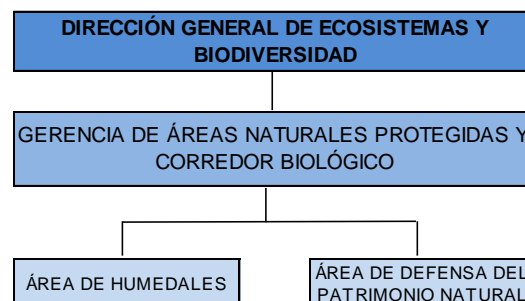 DIRECCIÓN GENERAL DE ECOSISTEMAS Y
BIODIVERSIDAD
GERENCIA DE ÁREAS NATURALES PROTEGIDAS Y
CORREDOR BIOLÓGICO
ÁREA DE HUMEDALES
ÁREA DE DEFENSA DEL
PATRIMONIO NATURAL